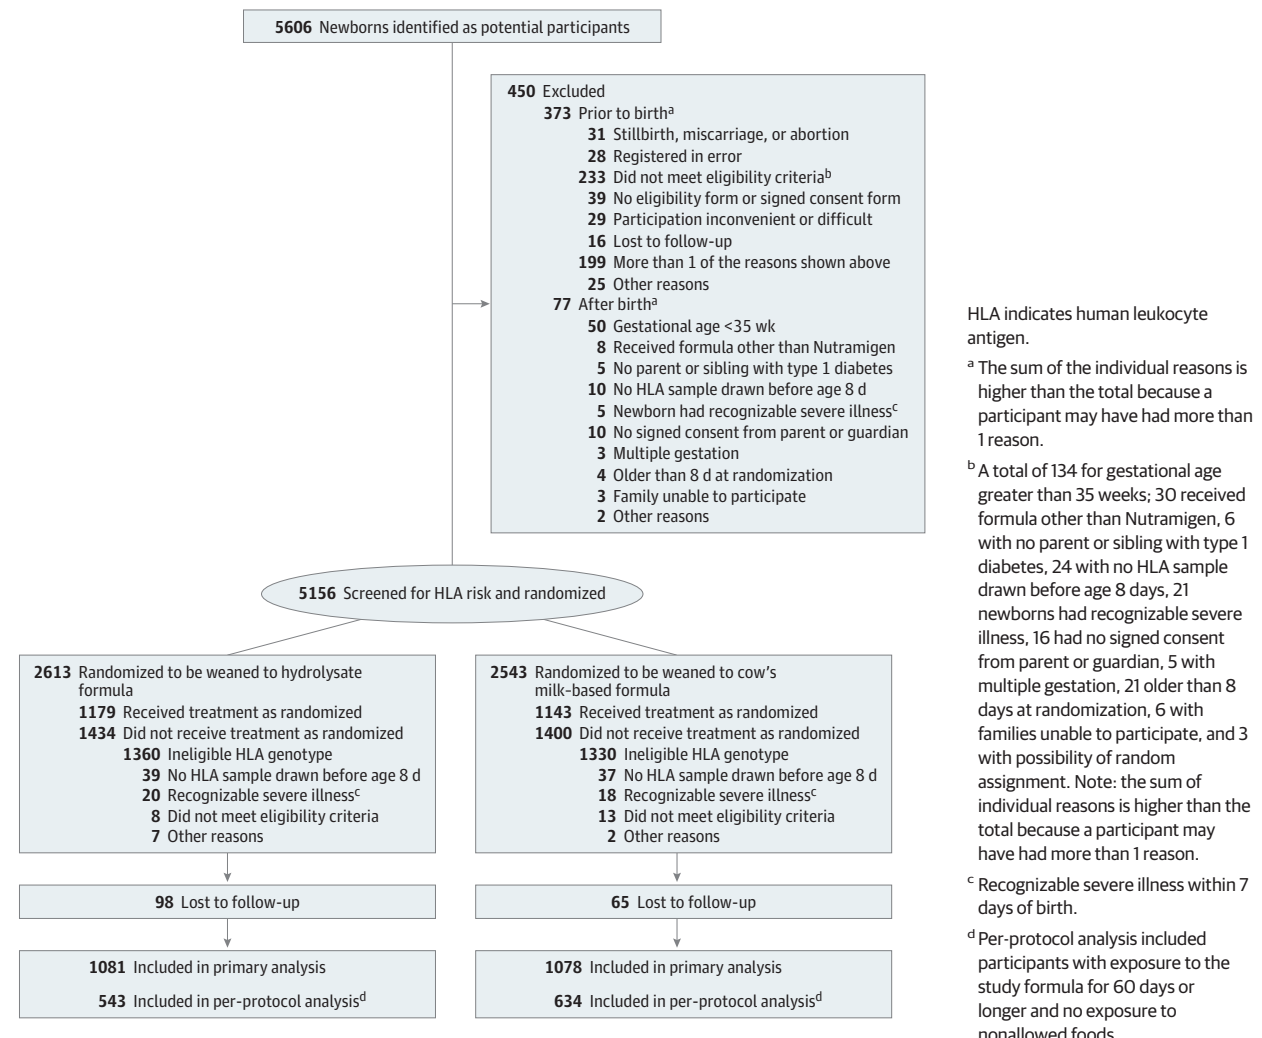 5606 Newborns identified as potential participants
450 Excluded
373 Prior to birthᵃ
31 Stillbirth, miscarriage, or abortion
28 Registered in error
233 Did not meet eligibility criteriaᵇ
39 No eligibility form or signed consent form
29 Participation inconvenient or difficult
16 Lost to follow-up
199 More than 1 of the reasons shown above
25 Other reasons
77 After birthᵃ
50 Gestational age <35 wk
8 Received formula other than Nutramigen
5 No parent or sibling with type 1 diabetes
10 No HLA sample drawn before age 8 d
5 Newborn had recognizable severe illnessᶜ
10 No signed consent from parent or guardian
3 Multiple gestation
4 Older than 8 d at randomization
3 Family unable to participate
2 Other reasons
5156 Screened for HLA risk and randomized
2613 Randomized to be weaned to hydrolysate
formula
1179 Received treatment as randomized
1434 Did not receive treatment as randomized
1360 Ineligible HLA genotype
39 No HLA sample drawn before age 8 d
20 Recognizable severe illnessᶜ
8 Did not meet eligibility criteria
7 Other reasons
98 Lost to follow-up
1081 Included in primary analysis
543 Included in per-protocol analysisᵈ
2543 Randomized to be weaned to cow's
milk-based formula
1143 Received treatment as randomized
1400 Did not receive treatment as randomized
1330 Ineligible HLA genotype
37 No HLA sample drawn before age 8 d
18 Recognizable severe illnessᶜ
13 Did not meet eligibility criteria
2 Other reasons
65 Lost to follow-up
1078 Included in primary analysis
634 Included in per-protocol analysisᵈ
HLA indicates human leukocyte
antigen.
ᵃ The sum of the individual reasons is
higher than the total because a
participant may have had more than
1 reason.
ᵇ A total of 134 for gestational age
greater than 35 weeks; 30 received
formula other than Nutramigen, 6
with no parent or sibling with type 1
diabetes, 24 with no HLA sample
drawn before age 8 days, 21
newborns had recognizable severe
illness, 16 had no signed consent
from parent or guardian, 5 with
multiple gestation, 21 older than 8
days at randomization, 6 with
families unable to participate, and 3
with possibility of random
assignment. Note: the sum of
individual reasons is higher than the
total because a participant may
have had more than 1 reason.
ᶜ Recognizable severe illness within 7
days of birth.
ᵈ Per-protocol analysis included
participants with exposure to the
study formula for 60 days or
longer and no exposure to
nonallowed foods.